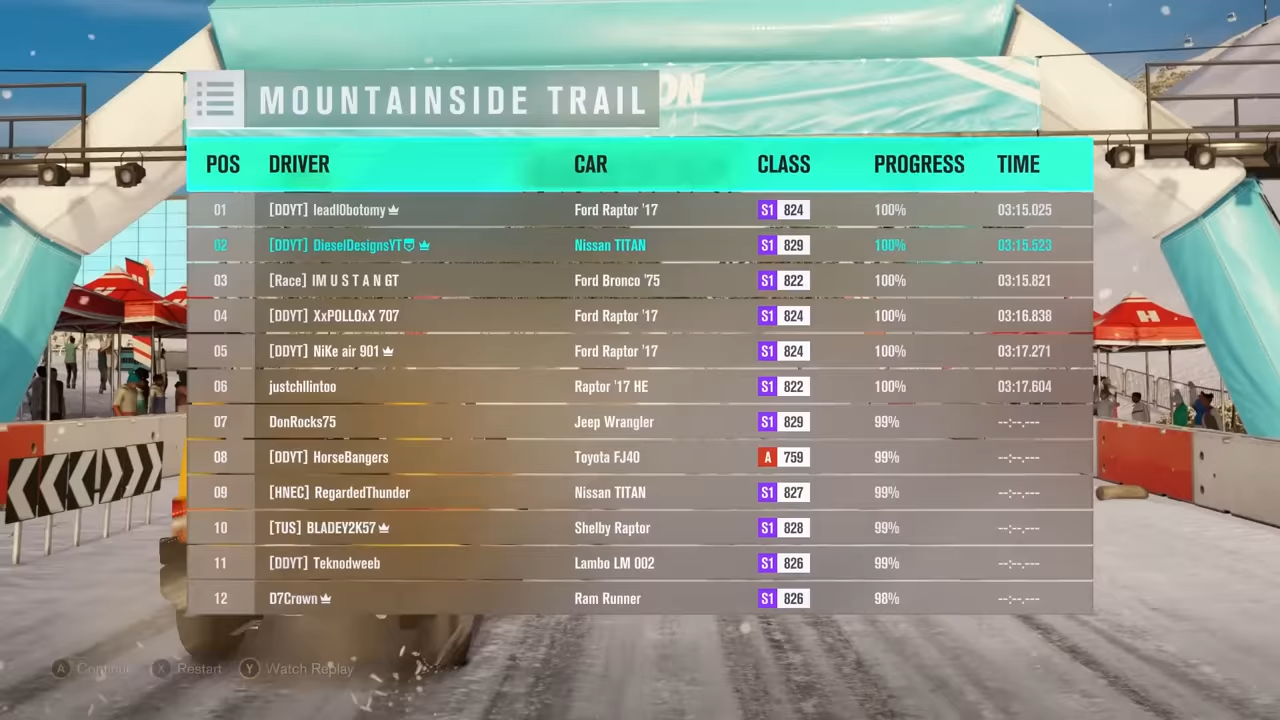 MOUNTAINSIDE TRAIL
ON
POS DRIVER CAR CLASS PROGRESS TIME
01 [DDYT] leadl0botomy Ford Raptor '17 S1 824 100% 03:15.025
02 [DDYT] DieselDesignsYT Nissan TITAN S1 829 100% 03:15.523
03 [Race] IM U S T A N GT Ford Bronco '75 S1 822 100% 03:15.821
04 [DDYT] XxPOLLOxX 707 Ford Raptor '17 S1 824 100% 03:16.838
05 [DDYT] NiKe air 901 Ford Raptor '17 S1 824 100% 03:17.271
06 justchllintoo Raptor '17 HE S1 822 100% 03:17.604
07 DonRocks75 Jeep Wrangler S1 829 99% --:--.---
08 [DDYT] HorseBangers Toyota FJ40 A 759 99% --:--.---
09 [HNEC] RegardedThunder Nissan TITAN S1 827 99% --:--.---
10 [TUS] BLADEY2K57 Shelby Raptor S1 828 99% --:--.---
11 [DDYT] Teknodweeb Lambo LM 002 S1 826 99% --:--.---
12 D7Crown Ram Runner S1 826 98% --:--.---
A Continue X Restart Y Watch Replay